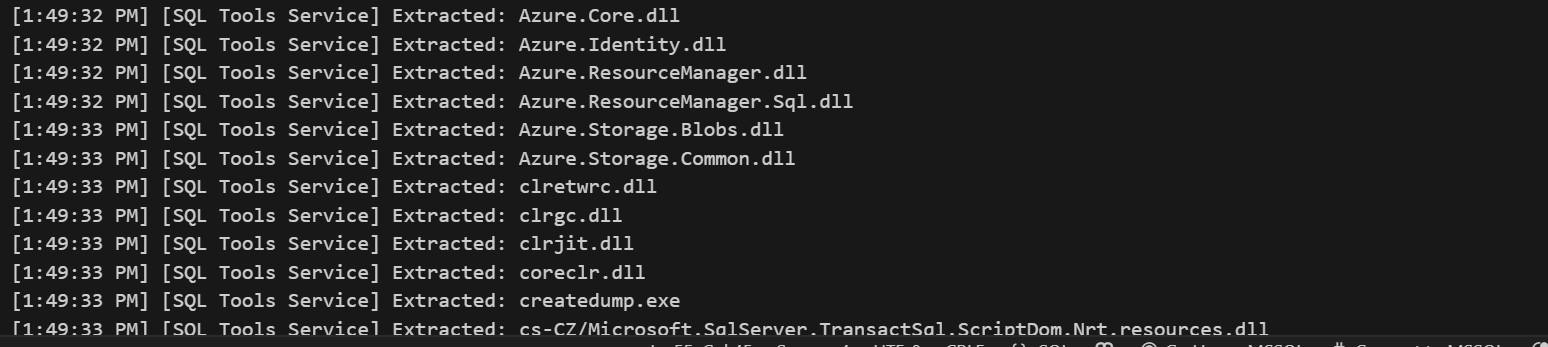 [1:49:32 PM] [SQL Tools Service] Extracted: Azure.Core.dll
[1:49:32 PM] [SQL Tools Service] Extracted: Azure.Identity.dll
[1:49:32 PM] [SQL Tools Service] Extracted: Azure.ResourceManager.dll
[1:49:32 PM] [SQL Tools Service] Extracted: Azure.ResourceManager.Sql.dll
[1:49:33 PM] [SQL Tools Service] Extracted: Azure.Storage.Blobs.dll
[1:49:33 PM] [SQL Tools Service] Extracted: Azure.Storage.Common.dll
[1:49:33 PM] [SQL Tools Service] Extracted: clretwrc.dll
[1:49:33 PM] [SQL Tools Service] Extracted: clrgc.dll
[1:49:33 PM] [SQL Tools Service] Extracted: clrjit.dll
[1:49:33 PM] [SQL Tools Service] Extracted: coreclr.dll
[1:49:33 PM] [SQL Tools Service] Extracted: createdump.exe
[1:49:33 PM] [SQL Tools Service] Extracted: cs-CZ/Microsoft.SqlServer.TransactSql.ScriptDom.Nrt.resources.dll